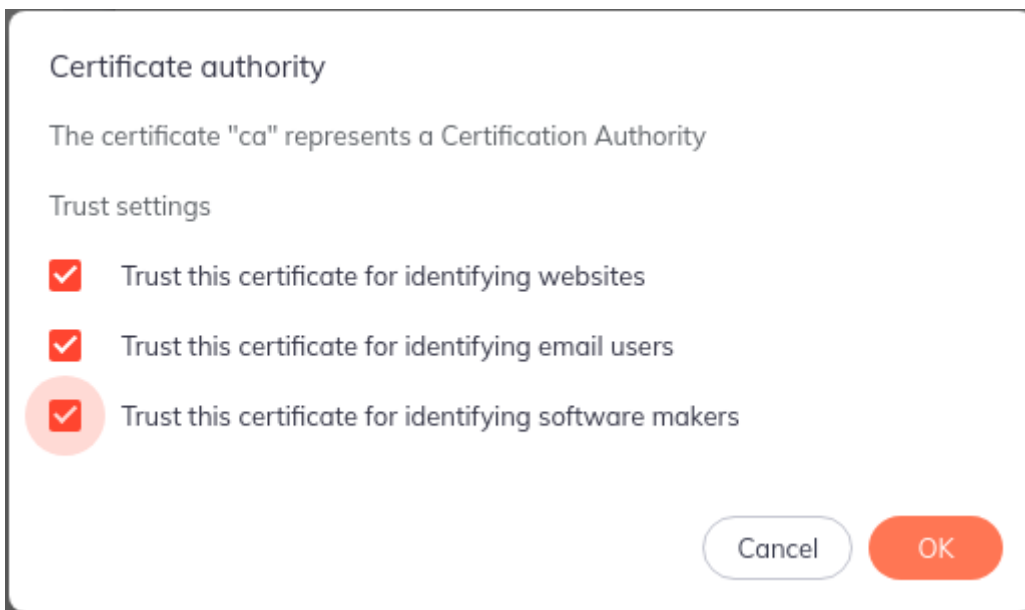 Certificate authority
The certificate "ca" represents a Certification Authority
Trust settings
Trust this certificate for identifying websites
Trust this certificate for identifying email users
Trust this certificate for identifying software makers
Cancel
OK